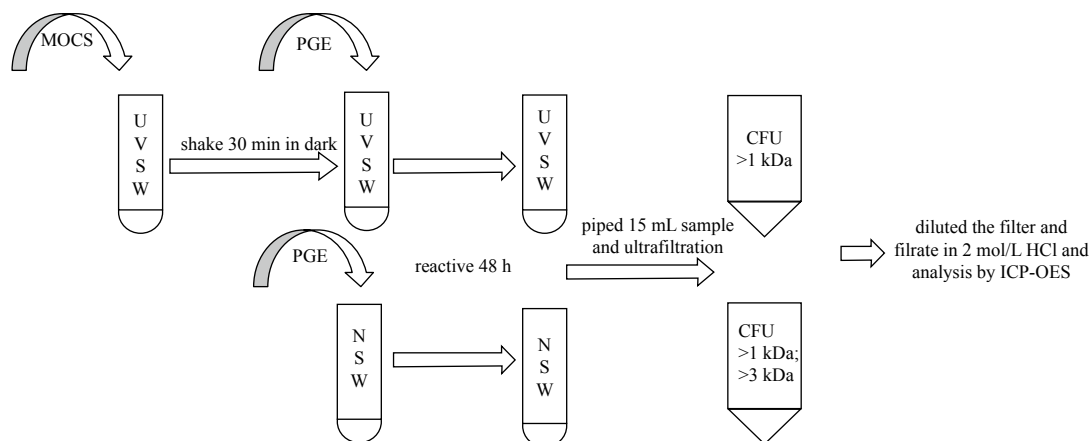 MOCS
PGE
U
V
S
W
shake 30 min in dark
U
V
S
W
U
V
S
W
CFU
>1 kDa
PGE
reactive 48 h
piped 15 mL sample
and ultrafiltration
diluted the filter and
filrate in 2 mol/L HCl and
analysis by ICP-OES
N
S
W
N
S
W
CFU
>1 kDa;
>3 kDa